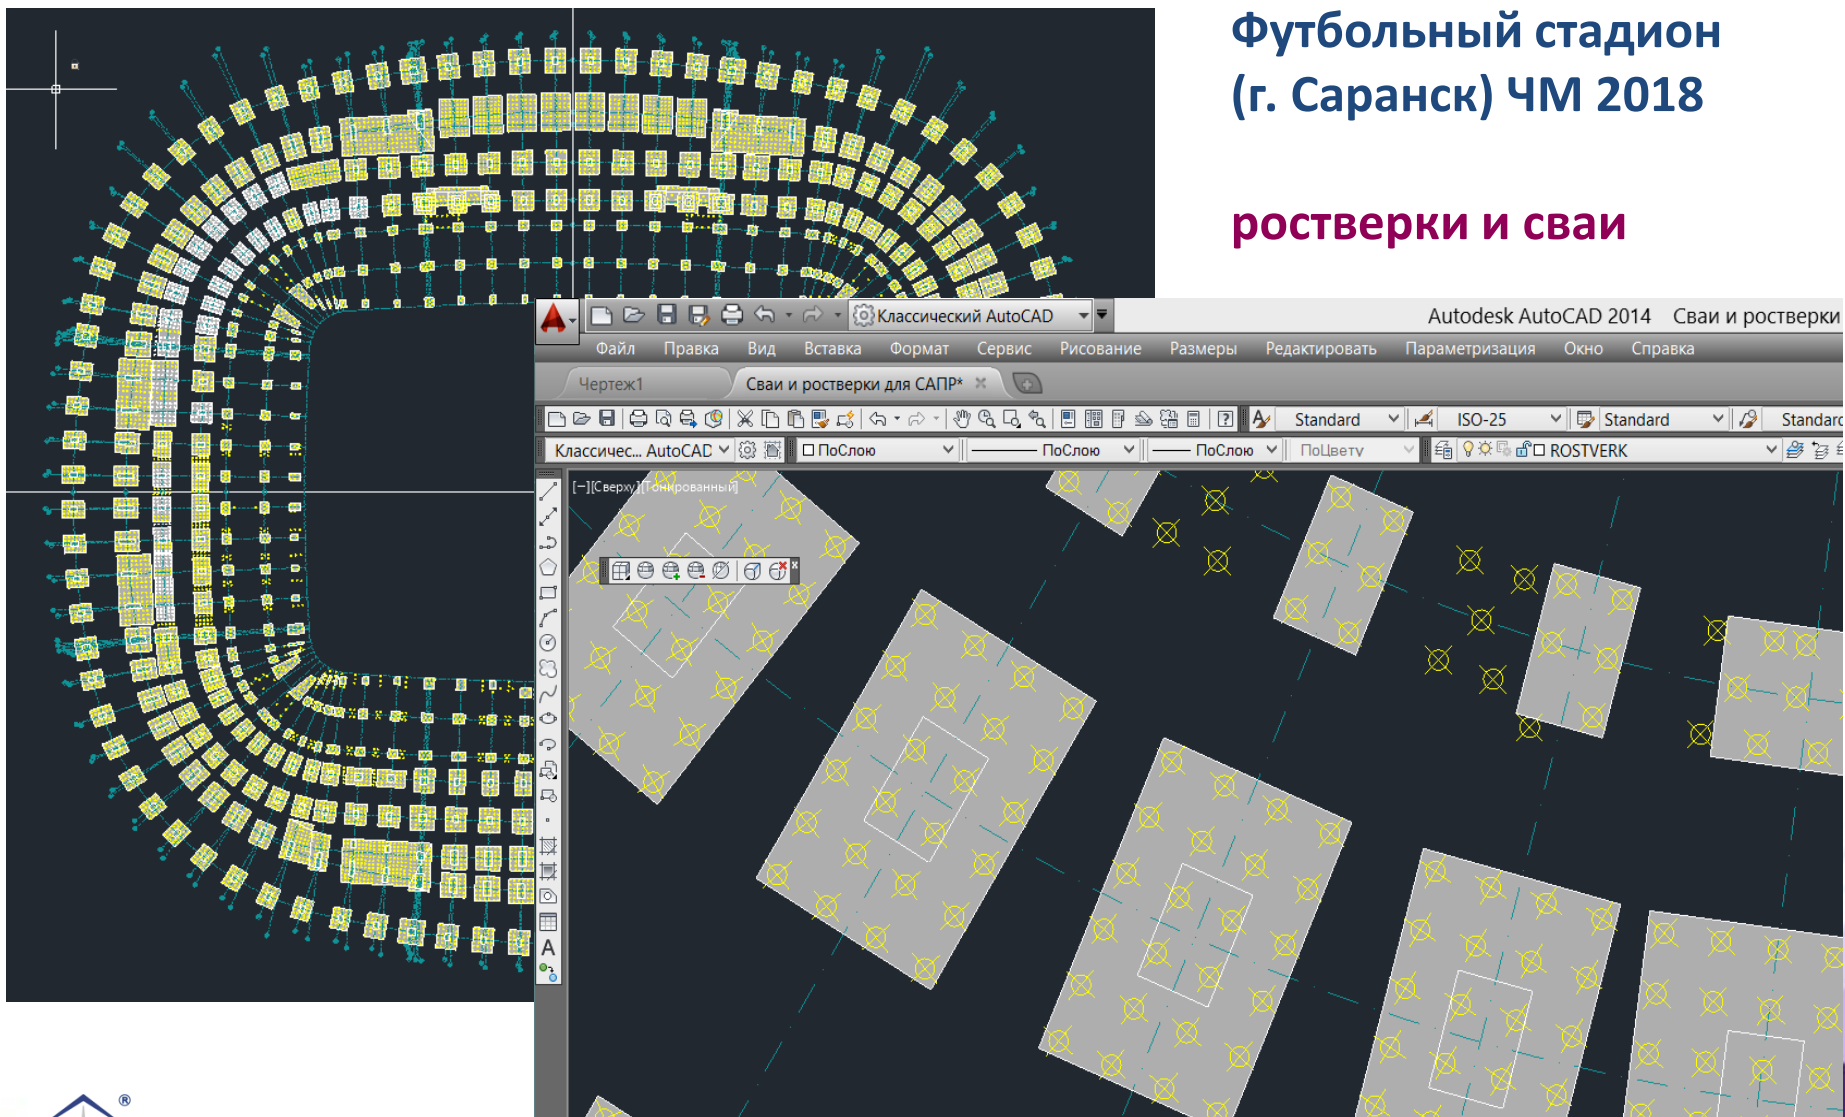 Футбольный стадион
(г. Саранск) ЧМ 2018
ростверки и сваи
Классический AutoCAD
Autodesk AutoCAD 2014 Сваи и ростверки
Файл Правка Вид Вставка Формат Сервис Рисование Размеры Редактировать Параметризация Окно Справка
Чертеж1 Сваи и ростверки для САПР*
Standard ISO-25 Standard Standard
Классичес... AutoCAD ПоСлою ПоСлою ПоСлою ПоЦвету ROSTVERK
[−][Сверху][Тонированный]
A
®